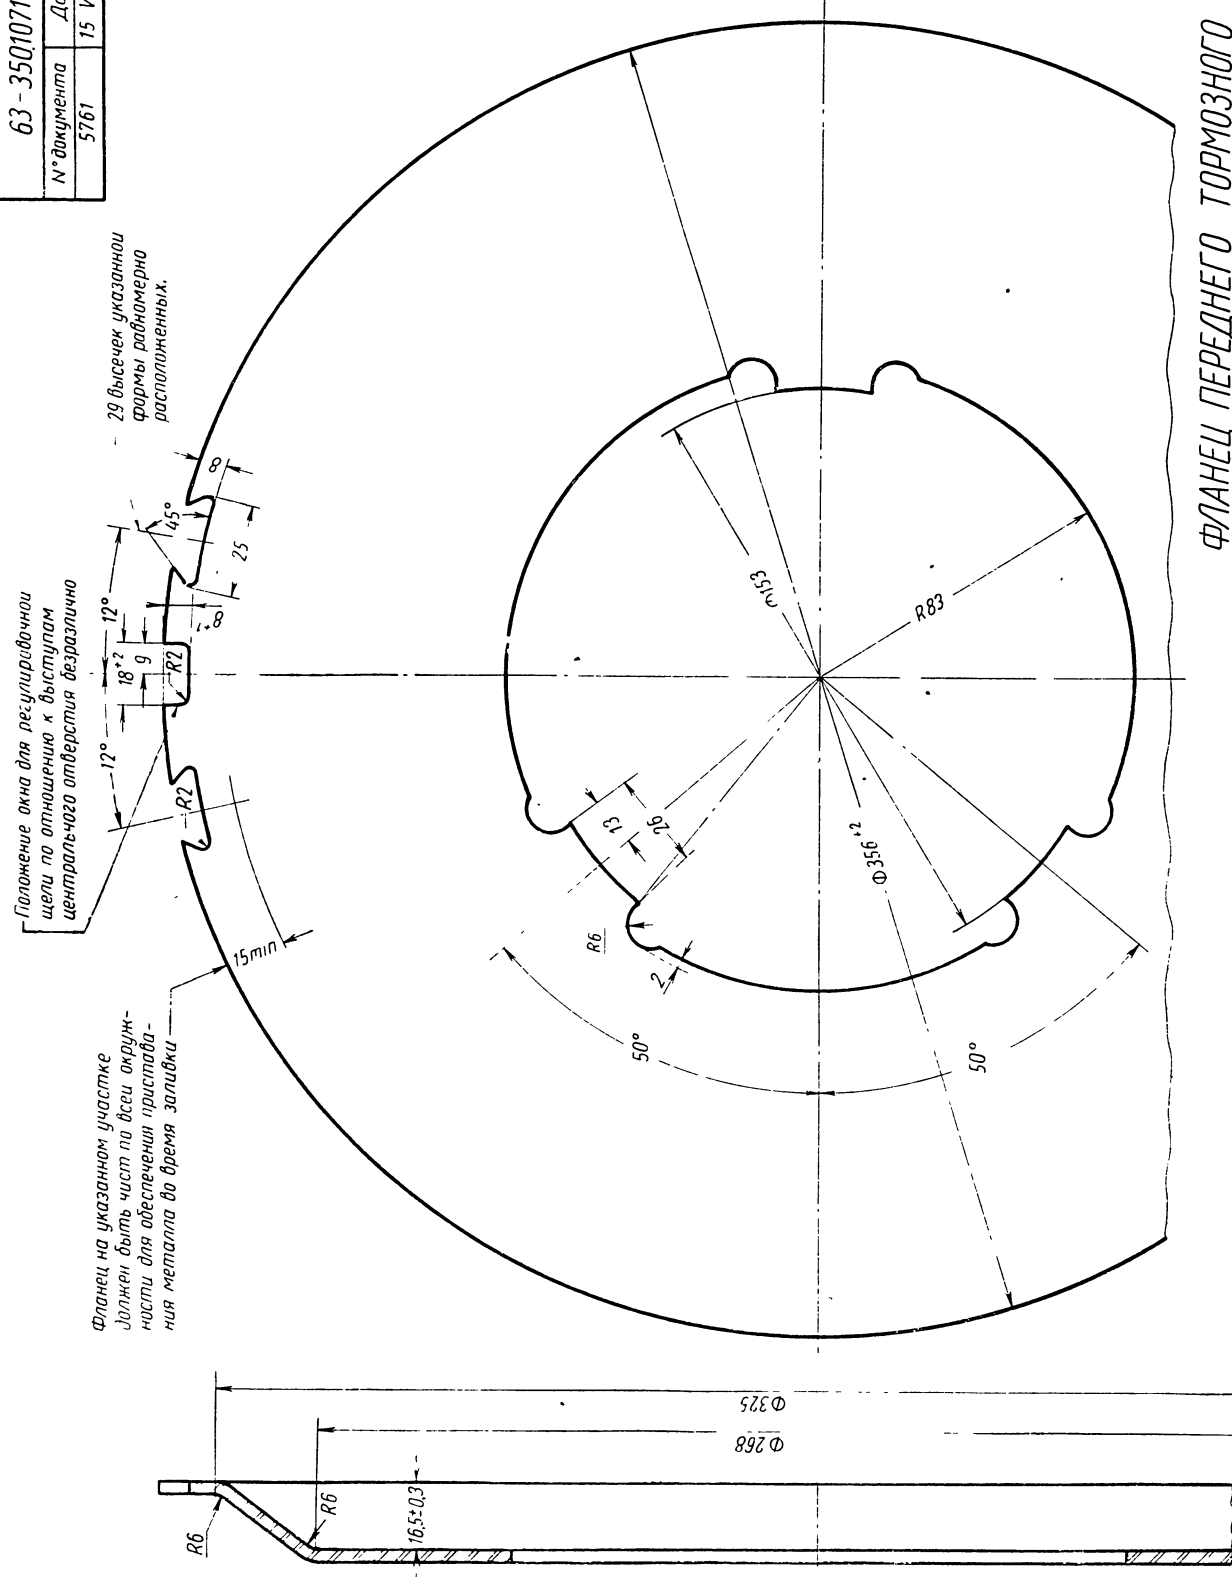 63-3501071
№ документа
5761
15
29 высечек указанной
формы равномерно
расположенных.
Положение окна для регулировочной
щели по отношению к выступам
центрального отверстия безразлично
Фланец на указанном участке
должен быть чист по всей окруж-
ности для обеспечения пристава-
ния металла во время заливки
12°
12°
18⁺²
9
R2
R2
8⁺¹
45°
8
25
15min
153
R83
13
26
R6
2
Ф356⁺²
50°
50°
Ф325
Ф268
R6
R6
16,5±0,3
ФЛАНЕЦ ПЕРЕДНЕГО ТОРМОЗНОГО